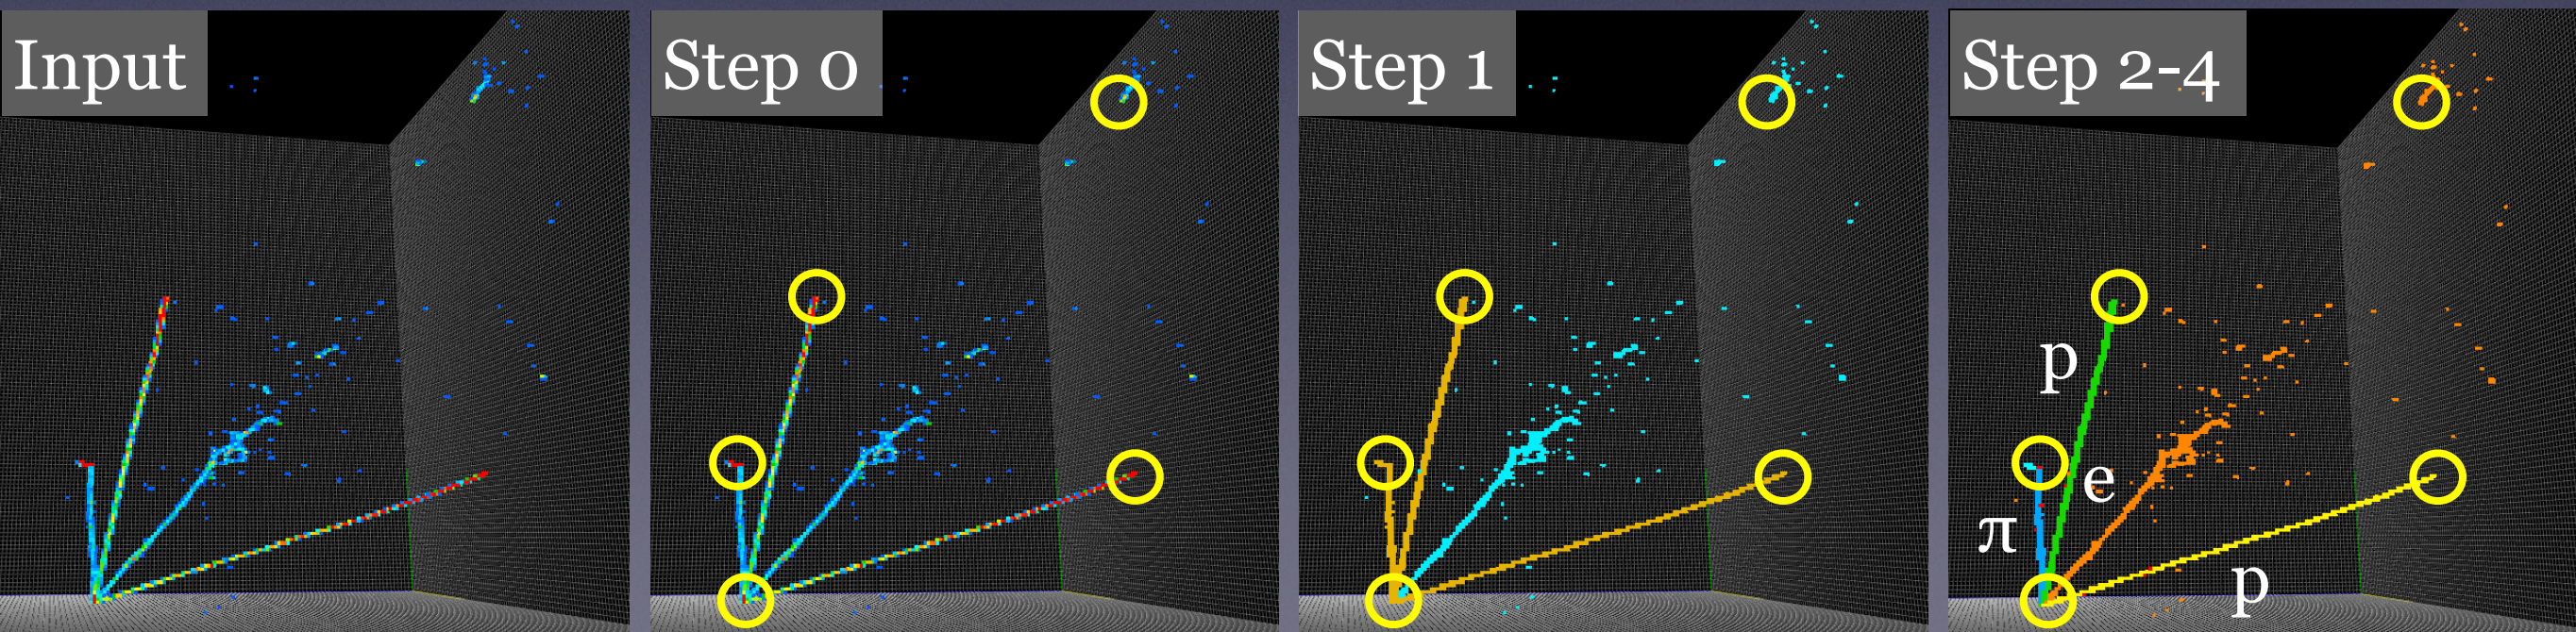 Input
Step 0
Step 1
Step 2-4
p
e
π
p